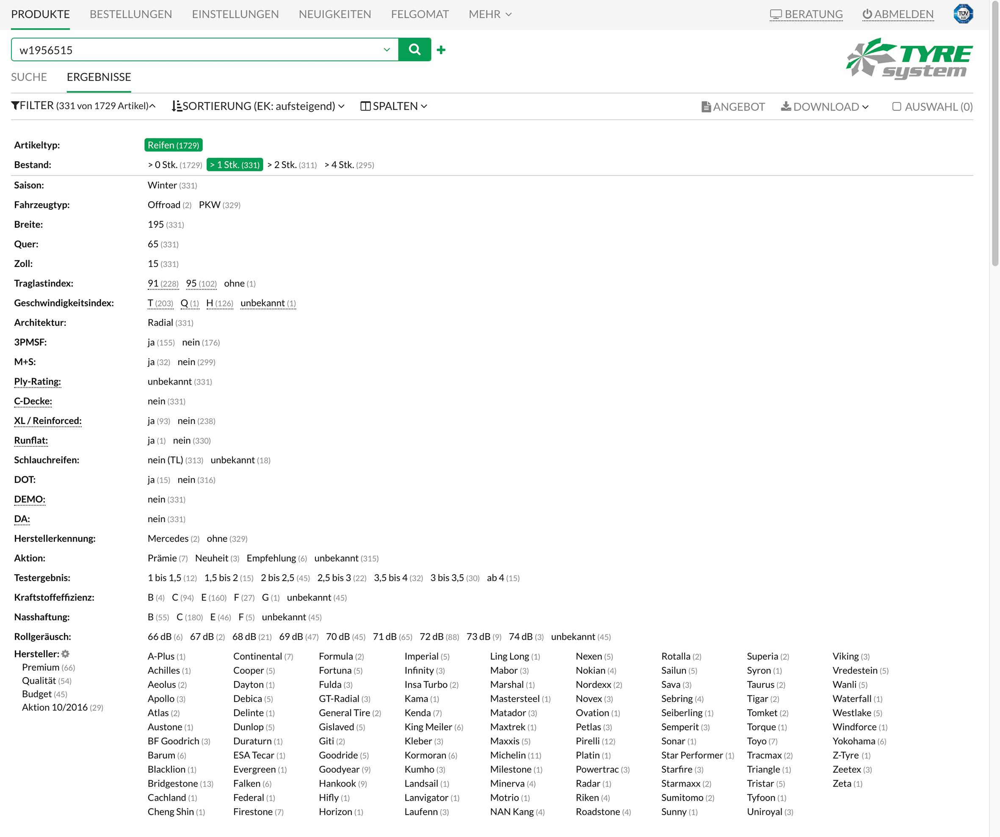 PRODUKTE BESTELLUNGEN EINSTELLUNGEN NEUIGKEITEN FELGOMAT MEHR BERATUNG ABMELDEN
TÜV
SÜD
w1956515
TYRE
system
SUCHE ERGEBNISSE
FILTER (331 von 1729 Artikel) SORTIERUNG (EK: aufsteigend) SPALTEN ANGEBOT DOWNLOAD AUSWAHL (0)
Artikeltyp: Reifen (1729)
Bestand: > 0 Stk. (1729) > 1 Stk. (331) > 2 Stk. (311) > 4 Stk. (295)
Saison: Winter (331)
Fahrzeugtyp: Offroad (2) PKW (329)
Breite: 195 (331)
Quer: 65 (331)
Zoll: 15 (331)
Traglastindex: 91 (228) 95 (102) ohne (1)
Geschwindigkeitsindex: T (203) Q (1) H (126) unbekannt (1)
Architektur: Radial (331)
3PMSF: ja (155) nein (176)
M+S: ja (32) nein (299)
Ply-Rating: unbekannt (331)
C-Decke: nein (331)
XL / Reinforced: ja (93) nein (238)
Runflat: ja (1) nein (330)
Schlauchreifen: nein (TL) (313) unbekannt (18)
DOT: ja (15) nein (316)
DEMO: nein (331)
DA: nein (331)
Herstellerkennung: Mercedes (2) ohne (329)
Aktion: Prämie (7) Neuheit (3) Empfehlung (6) unbekannt (315)
Testergebnis: 1 bis 1,5 (12) 1,5 bis 2 (15) 2 bis 2,5 (45) 2,5 bis 3 (22) 3,5 bis 4 (32) 3 bis 3,5 (30) ab 4 (15)
Kraftstoffeffizienz: B (4) C (94) E (160) F (27) G (1) unbekannt (45)
Nasshaftung: B (55) C (180) E (46) F (5) unbekannt (45)
Rollgeräusch: 66 dB (6) 67 dB (2) 68 dB (21) 69 dB (47) 70 dB (45) 71 dB (65) 72 dB (88) 73 dB (9) 74 dB (3) unbekannt (45)
Hersteller:
Premium (66)
Qualität (54)
Budget (45)
Aktion 10/2016 (29)
A-Plus (1) Continental (7) Formula (2) Imperial (5) Ling Long (1) Nexen (5) Rotalla (2) Superia (2) Viking (3)
Achilles (1) Cooper (5) Fortuna (5) Infinity (3) Mabor (3) Nokian (4) Sailun (5) Syron (1) Vredestein (5)
Aeolus (2) Dayton (1) Fulda (3) Insa Turbo (2) Marshal (1) Nordexx (2) Sava (3) Taurus (2) Wanli (5)
Apollo (3) Debica (5) GT-Radial (3) Kama (1) Mastersteel (1) Novex (3) Sebring (4) Tigar (2) Waterfall (1)
Atlas (2) Delinte (1) General Tire (2) Kenda (7) Matador (3) Ovation (1) Seiberling (1) Tomket (2) Westlake (5)
Austone (1) Dunlop (5) Gislaved (5) King Meiler (6) Maxtrek (1) Petlas (3) Semperit (3) Torque (1) Windforce (1)
BF Goodrich (3) Duraturn (1) Giti (2) Kleber (3) Maxxis (5) Pirelli (12) Sonar (1) Toyo (7) Yokohama (6)
Barum (6) ESA Tecar (1) Goodride (5) Kormoran (6) Michelin (11) Platin (1) Star Performer (1) Tracmax (2) Z-Tyre (1)
Blacklion (1) Evergreen (1) Goodyear (9) Kumho (3) Milestone (1) Powertrac (3) Starfire (3) Triangle (1) Zeetex (3)
Bridgestone (13) Falken (6) Hankook (9) Landsail (1) Minerva (4) Radar (1) Starmaxx (2) Tristar (5) Zeta (1)
Cachland (1) Federal (1) Hifly (1) Lanvigator (1) Motrio (1) Riken (4) Sumitomo (2) Tyfoon (1)
Cheng Shin (1) Firestone (7) Horizon (1) Laufenn (3) NAN Kang (4) Roadstone (4) Sunny (1) Uniroyal (3)